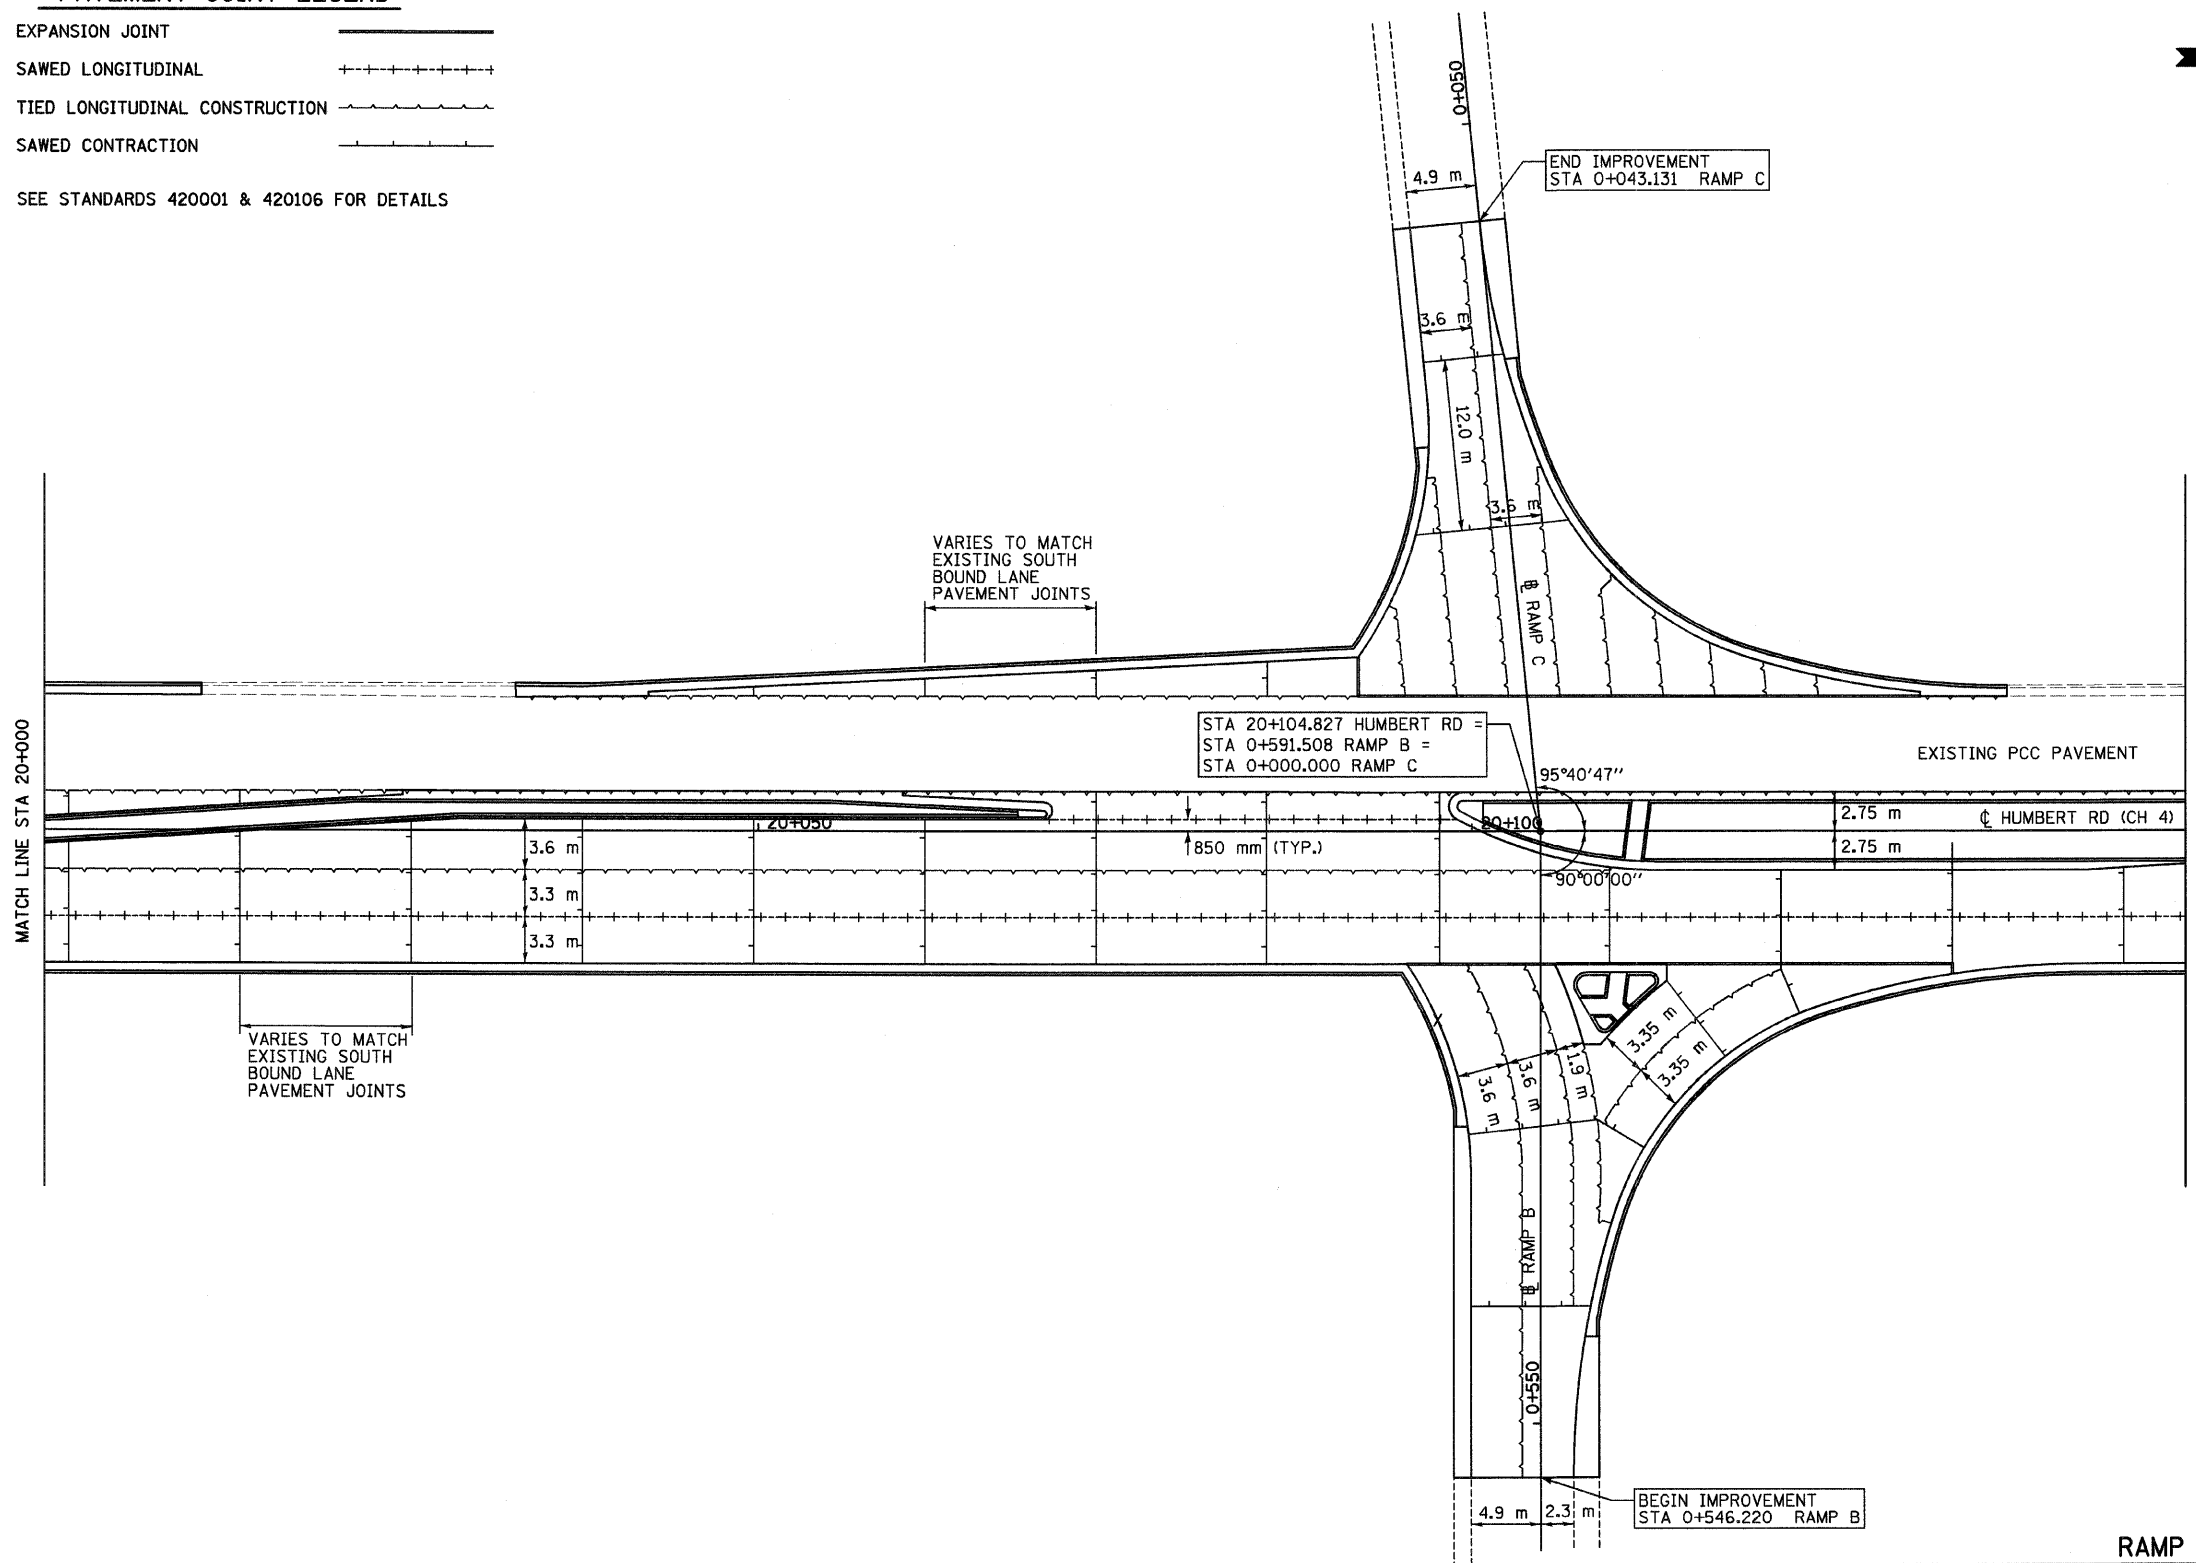 EXPANSION JOINT
SAWED LONGITUDINAL
TIED LONGITUDINAL CONSTRUCTION
SAWED CONTRACTION
SEE STANDARDS 420001 & 420106 FOR DETAILS
0+050
END IMPROVEMENT
STA 0+043.131 RAMP C
4.9 m
3.6 m
12.0 m
3.6 m
℄ RAMP C
VARIES TO MATCH
EXISTING SOUTH
BOUND LANE
PAVEMENT JOINTS
MATCH LINE STA 20+000
STA 20+104.827 HUMBERT RD =
STA 0+591.508 RAMP B =
STA 0+000.000 RAMP C
EXISTING PCC PAVEMENT
95°40'47"
20+050
20+100
2.75 m
℄ HUMBERT RD (CH 4)
2.75 m
3.6 m
850 mm (TYP.)
90°00'00"
3.3 m
3.3 m
VARIES TO MATCH
EXISTING SOUTH
BOUND LANE
PAVEMENT JOINTS
3.35 m
3.35 m
3.6 m
3.6 m
1.9 m
℄ RAMP B
0+550
4.9 m
2.3 m
BEGIN IMPROVEMENT
STA 0+546.220 RAMP B
RAMP